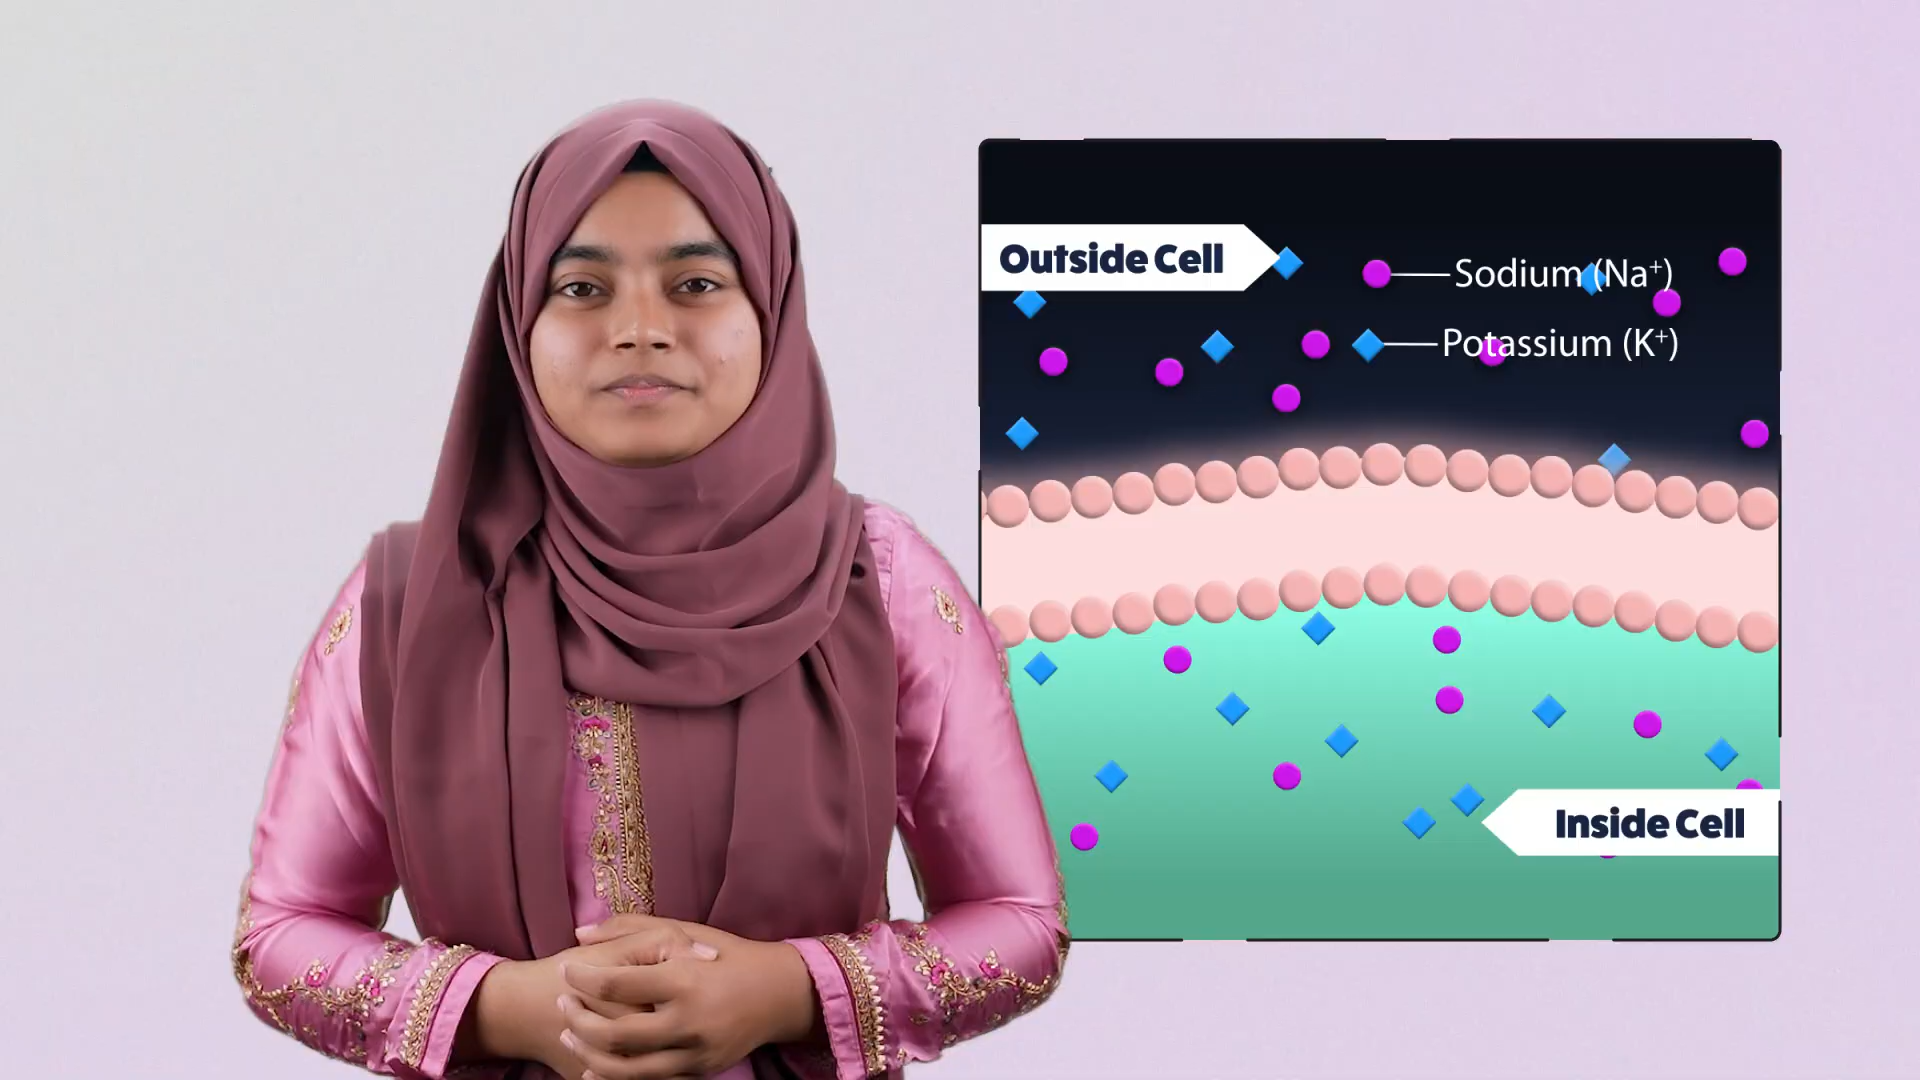 Outside Cell
Sodium (Na⁺)
Potassium (K⁺)
Inside Cell